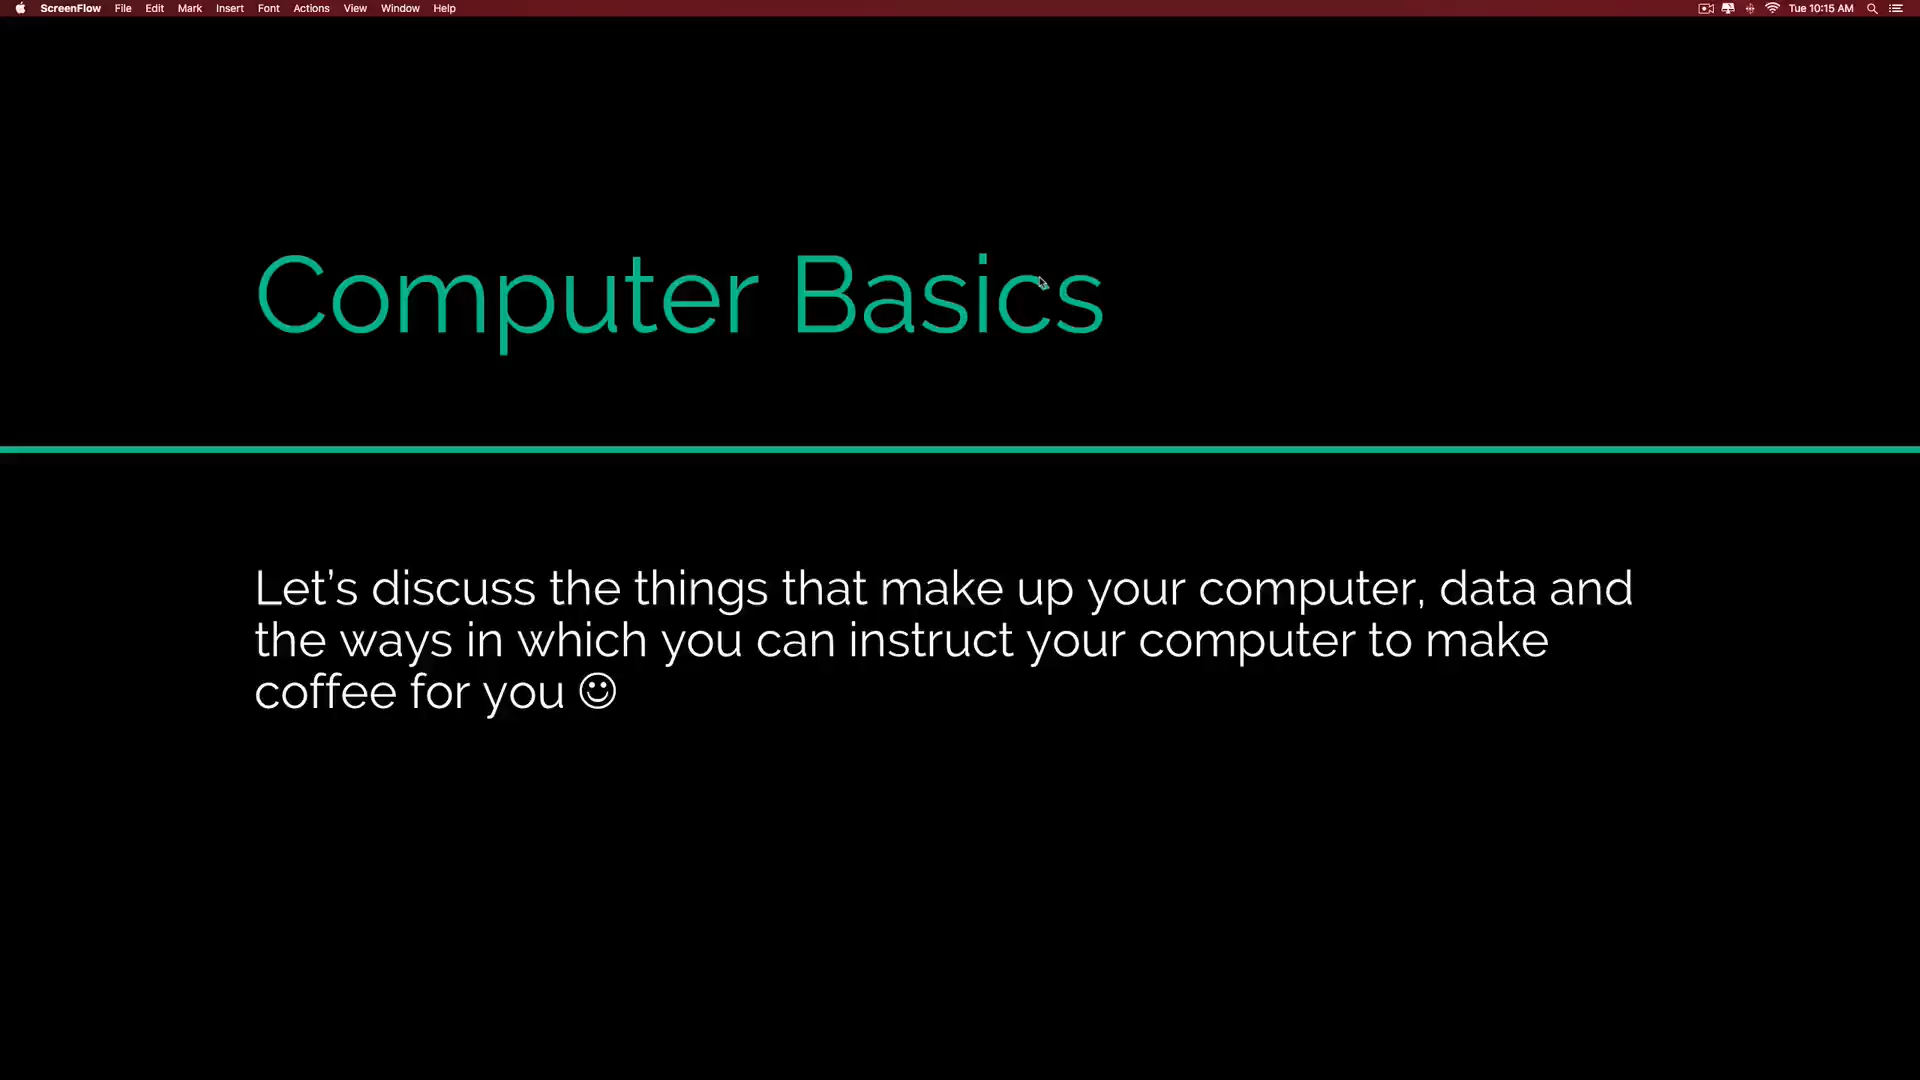 ScreenFlow File Edit Mark Insert Font Actions View Window Help Tue 10:15 AM
Computer Basics
Let’s discuss the things that make up your computer, data and
the ways in which you can instruct your computer to make
coffee for you ☺